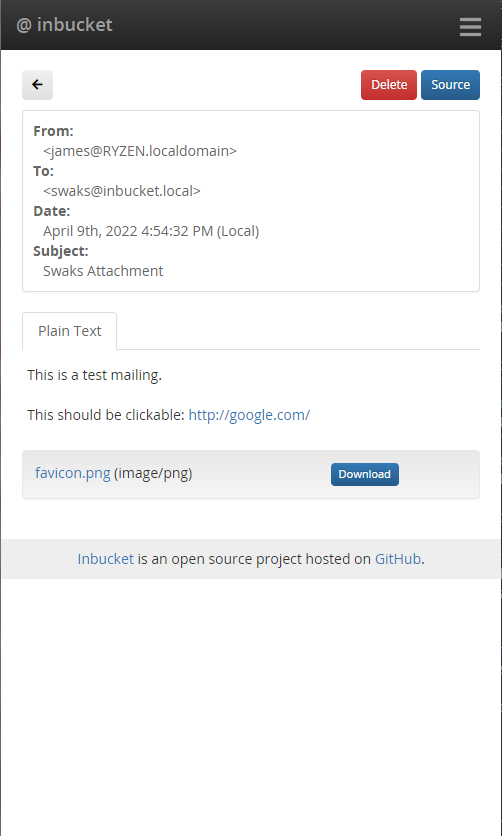 @ inbucket
Delete Source
From:
<james@RYZEN.localdomain>
To:
<swaks@inbucket.local>
Date:
April 9th, 2022 4:54:32 PM (Local)
Subject:
Swaks Attachment
Plain Text
This is a test mailing.
This should be clickable: http://google.com/
favicon.png (image/png) Download
Inbucket is an open source project hosted on GitHub.